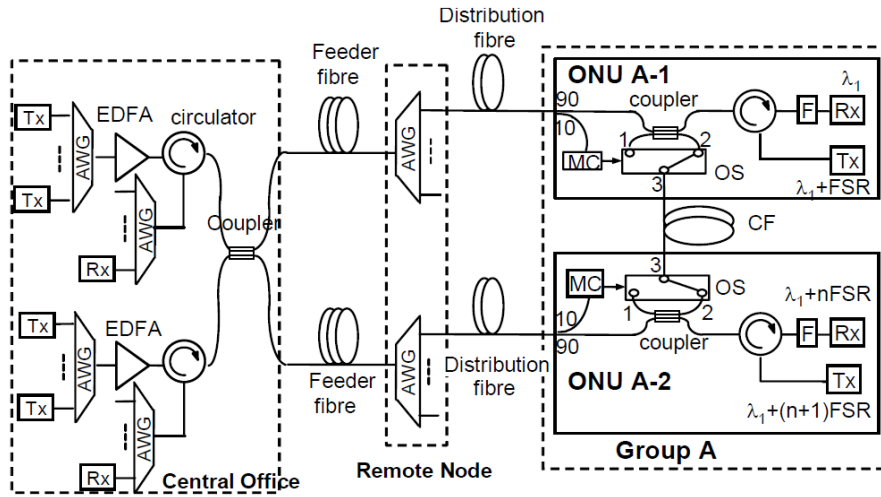 Tx
EDFA
circulator
AWG
Tx
AWG
Rx
Coupler
Tx
EDFA
AWG
Tx
AWG
Rx
Central Office
Feeder
fibre
Feeder
fibre
AWG
AWG
Remote Node
Distribution
fibre
Distribution
fibre
ONU A-1
90
10
coupler
1
2
MC
OS
3
F
Rx
λ1
Tx
λ1+FSR
CF
3
MC
OS
1
2
10
90
coupler
λ1+nFSR
F
Rx
Tx
λ1+(n+1)FSR
ONU A-2
Group A